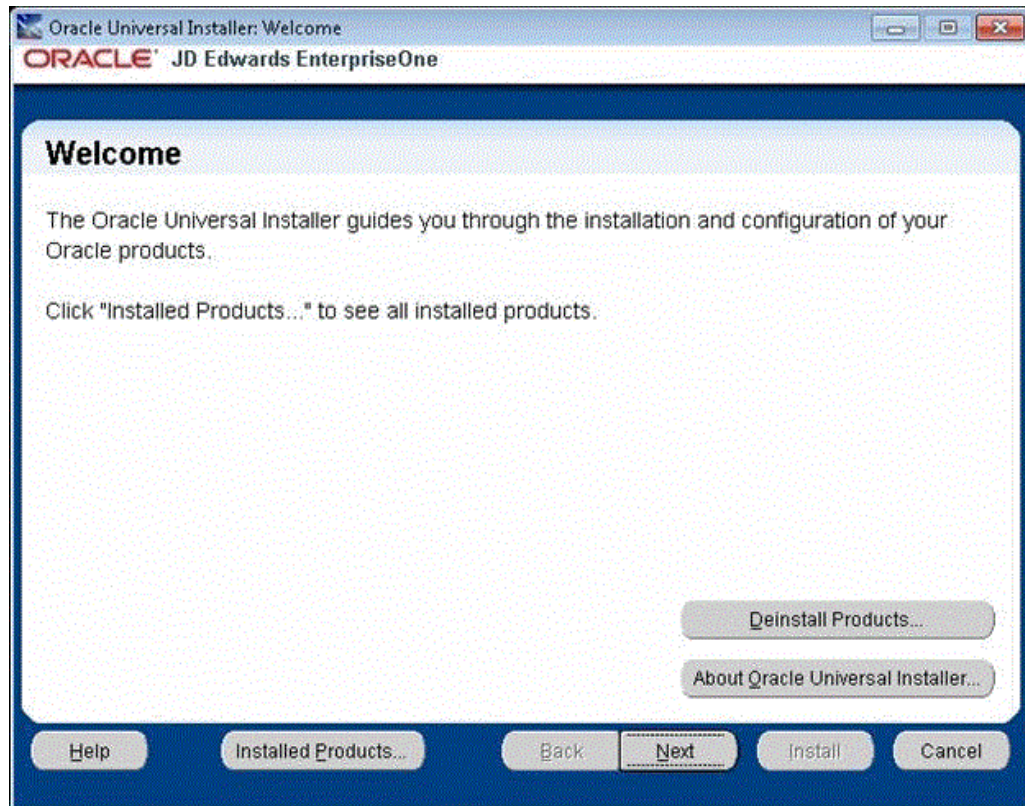 Oracle Universal Installer: Welcome
ORACLE' JD Edwards EnterpriseOne
Welcome
The Oracle Universal Installer guides you through the installation and configuration of your
Oracle products.
Click "Installed Products..." to see all installed products.
Deinstall Products...
About Oracle Universal Installer...
Help
Installed Products...
Back
Next
Install
Cancel